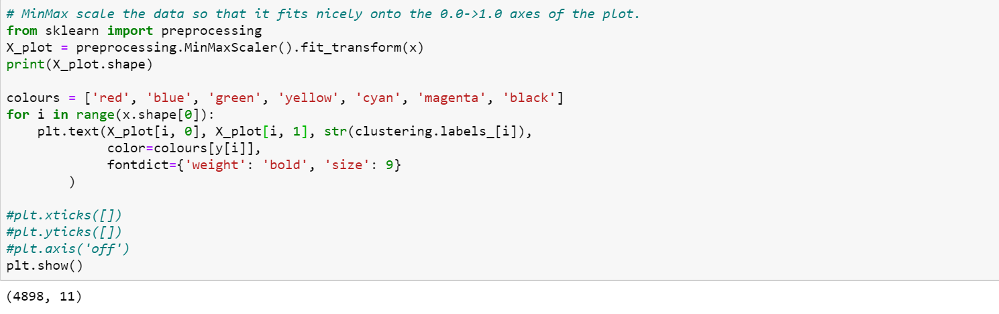 # MinMax scale the data so that it fits nicely onto the 0.0->1.0 axes of the plot.
from sklearn import preprocessing
X_plot = preprocessing.MinMaxScaler().fit_transform(x)
print(X_plot.shape)

colours = ['red', 'blue', 'green', 'yellow', 'cyan', 'magenta', 'black']
for i in range(x.shape[0]):
    plt.text(X_plot[i, 0], X_plot[i, 1], str(clustering.labels_[i]),
             color=colours[y[i]],
             fontdict={'weight': 'bold', 'size': 9}
        )

#plt.xticks([])
#plt.yticks([])
#plt.axis('off')
plt.show()
(4898, 11)